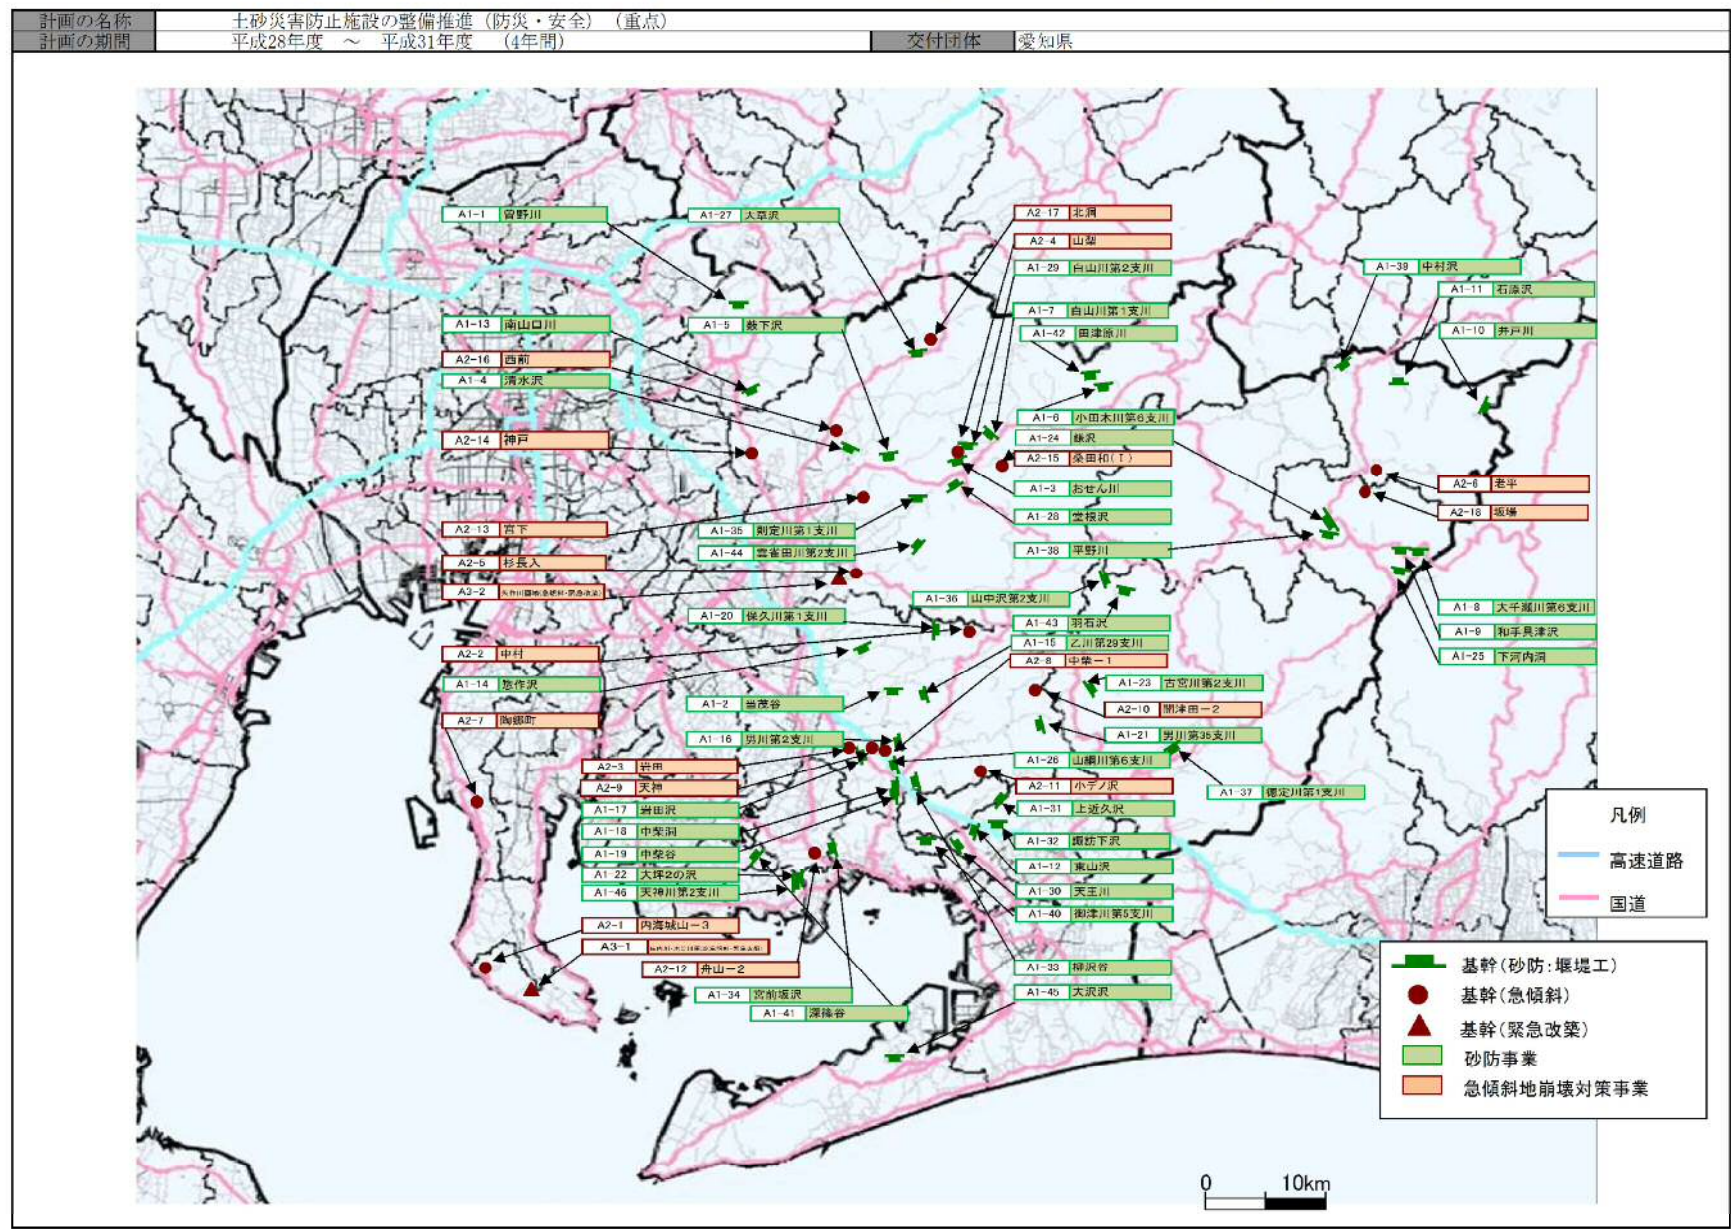 計画の名称 土砂災害防止施設の整備推進（防災・安全）（重点）
計画の期間 平成28年度 ～ 平成31年度 （4年間） 交付団体 愛知県
A1-1 曽野川
A1-27 大草沢
A2-17 北洞
A2-4 山梨
A1-29 白山川第2支川
A1-39 中村沢
A1-11 石原沢
A1-7 白山川第1支川
A1-13 南山口川
A1-5 薮下沢
A1-42 田津原川
A1-10 井戸川
A2-16 西前
A1-4 清水沢
A1-6 小田木川第6支川
A2-14 神戸
A1-24
A2-15 桑田和(Ⅰ)
A1-3 おせん川
A2-6 老平
A2-18 坂場
A1-28 堂根沢
A2-13 宮下
A1-35 則定川第1支川
A1-44 雲雀田川第2支川
A1-38 平野川
A2-5 杉長入
A3-2
A1-36 山中沢第2支川
A1-8 大千瀬川第6支川
A1-20 保久川第1支川
A1-43 羽石沢
A1-9 和手貝津沢
A1-15 乙川第29支川
A2-2 中村
A2-8 中柴-1
A1-25 下河内洞
A1-14 惣作沢
A1-23 古宮川第2支川
A1-2 当茂谷
A2-10 開津田-2
A2-7 陶郷町
A1-16 男川第2支川
A1-21 男川第35支川
A2-3 岩田
A1-26 山綱川第6支川
A2-9 天神
A2-11 小デノ沢
A1-37 徳定川第1支川
A1-17 岩田沢
A1-31 上近久沢
A1-18 中柴洞
A1-32 諏訪下沢
A1-19 中柴谷
A1-12 東山沢
A1-22 大坪2の沢
A1-46 天神川第2支川
A1-30 天王川
A1-40 御津川第5支川
A2-1 内海城山-3
A3-1
A2-12 舟山-2
A1-33 柳沢谷
A1-34 宮前坂沢
A1-45 大沢沢
A1-41 深篠谷
凡例
高速道路
国道
基幹(砂防:堰堤工)
基幹(急傾斜)
基幹(緊急改築)
砂防事業
急傾斜地崩壊対策事業
0 10km